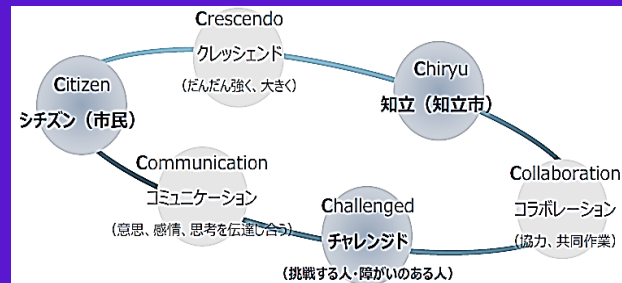 Crescendo
クレッシェンド
（だんだん強く、大きく）
Citizen
シチズン（市民）
Chiryu
知立（知立市）
Communication
コミュニケーション
（意思、感情、思考を伝達し合う）
Collaboration
コラボレーション
（協力、共同作業）
Challenged
チャレンジド
（挑戦する人・障がいのある人）